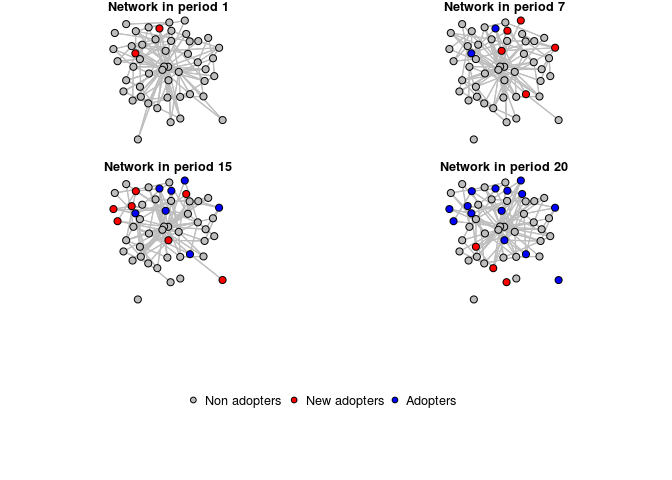 Network in period 1
Network in period 7
Network in period 15
Network in period 20
Non adopters
New adopters
Adopters